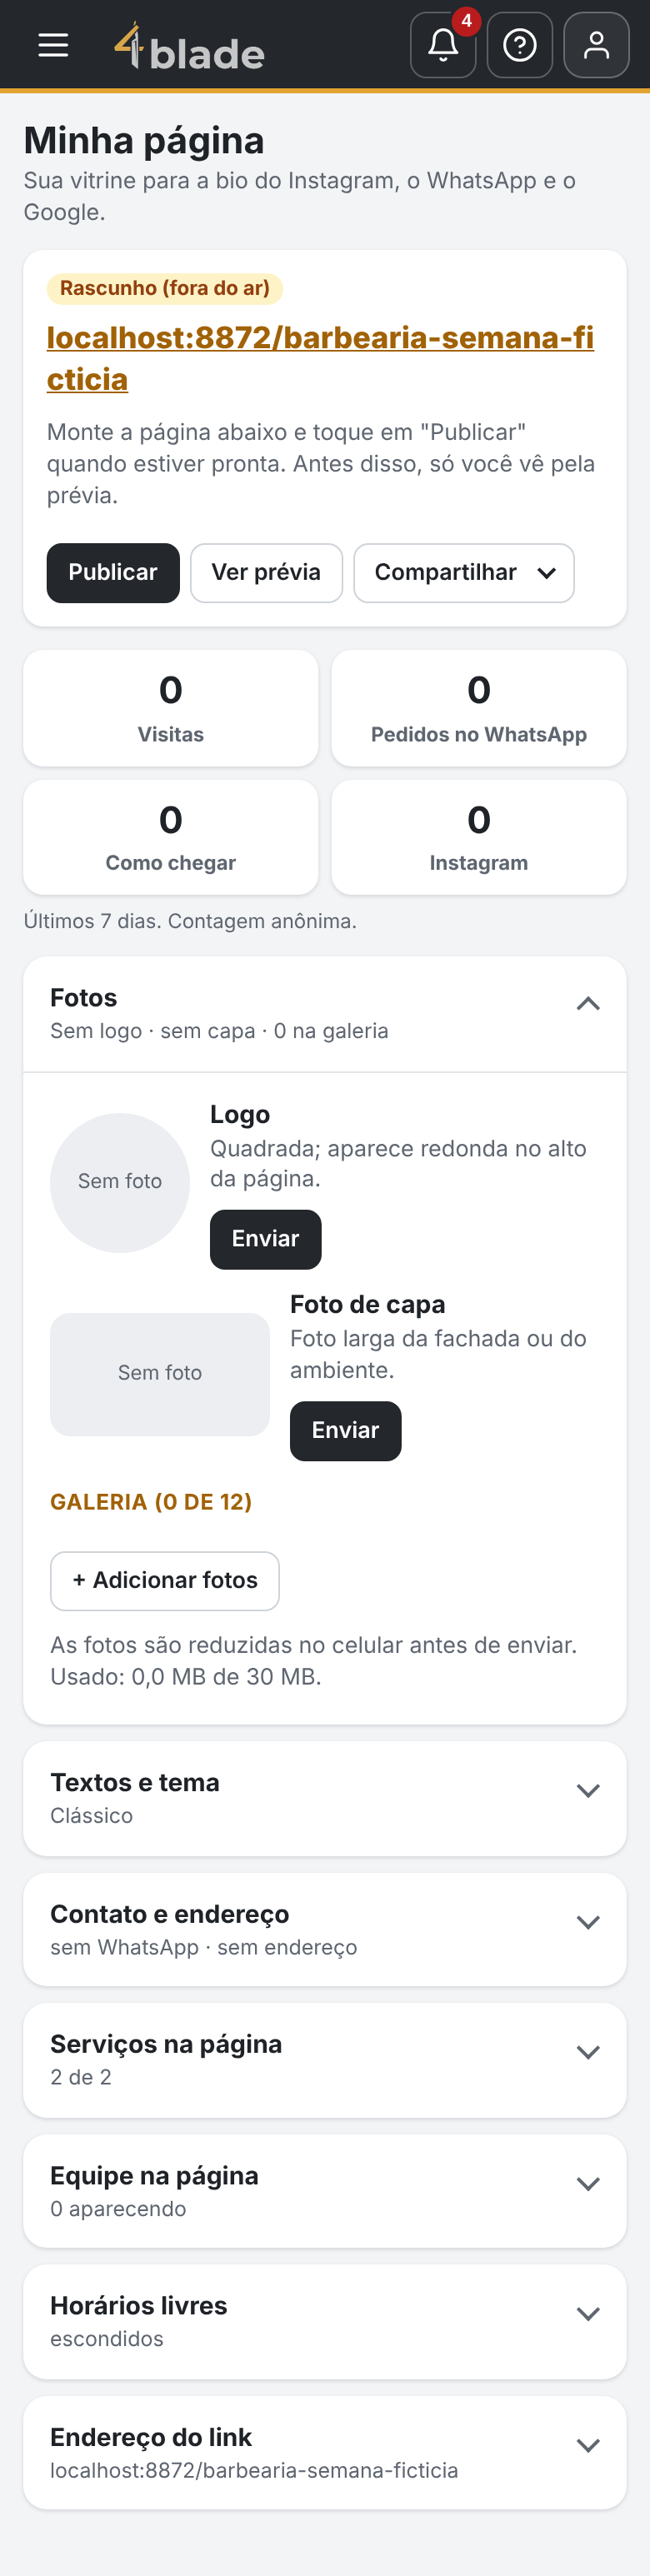 4blade
4
Minha página
Sua vitrine para a bio do Instagram, o WhatsApp e o
Google.
Rascunho (fora do ar)
localhost:8872/barbearia-semana-fi
cticia
Monte a página abaixo e toque em "Publicar"
quando estiver pronta. Antes disso, só você vê pela
prévia.
Publicar
Ver prévia
Compartilhar
0
Visitas
0
Pedidos no WhatsApp
0
Como chegar
0
Instagram
Últimos 7 dias. Contagem anônima.
Fotos
Sem logo · sem capa · 0 na galeria
Sem foto
Logo
Quadrada; aparece redonda no alto
da página.
Enviar
Sem foto
Foto de capa
Foto larga da fachada ou do
ambiente.
Enviar
GALERIA (0 DE 12)
+ Adicionar fotos
As fotos são reduzidas no celular antes de enviar.
Usado: 0,0 MB de 30 MB.
Textos e tema
Clássico
Contato e endereço
sem WhatsApp · sem endereço
Serviços na página
2 de 2
Equipe na página
0 aparecendo
Horários livres
escondidos
Endereço do link
localhost:8872/barbearia-semana-ficticia